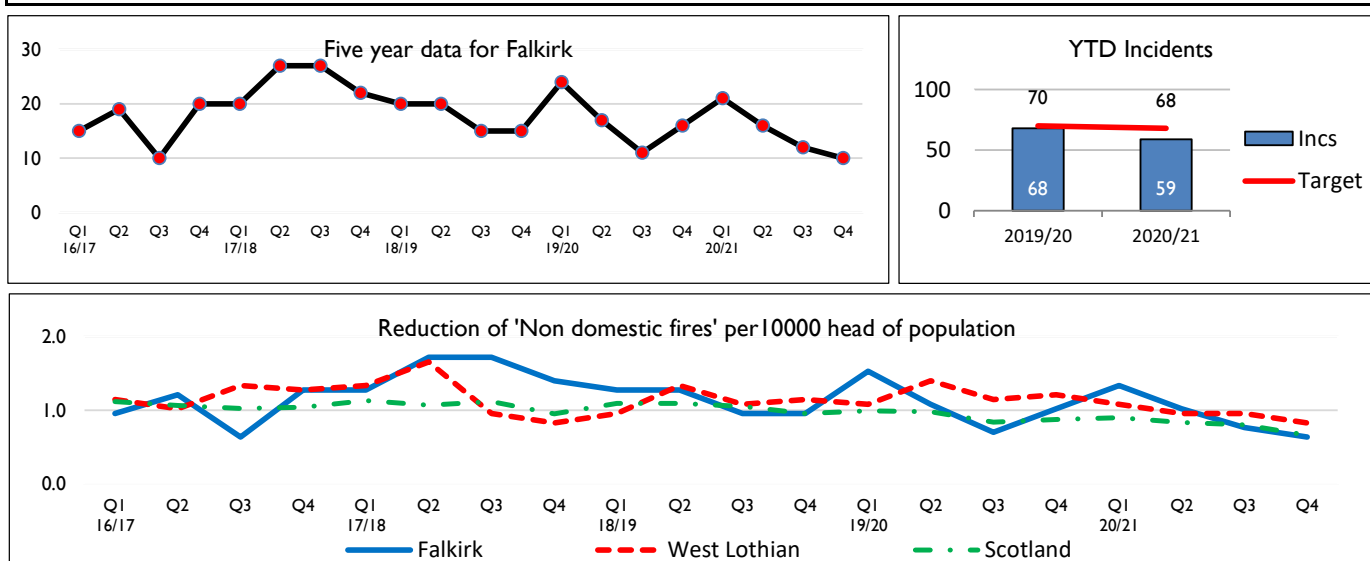 Five year data for Falkirk
30
20
10
0
Q1 Q2 Q3 Q4 Q1 Q2 Q3 Q4 Q1 Q2 Q3 Q4 Q1 Q2 Q3 Q4 Q1 Q2 Q3 Q4
16/17 17/18 18/19 19/20 20/21
YTD Incidents
100
50
0
70 68
68 59
2019/20 2020/21
Incs
Target
Reduction of 'Non domestic fires' per10000 head of population
2.0
1.0
0.0
Q1 Q2 Q3 Q4 Q1 Q2 Q3 Q4 Q1 Q2 Q3 Q4 Q1 Q2 Q3 Q4 Q1 Q2 Q3 Q4
16/17 17/18 18/19 19/20 20/21
Falkirk West Lothian Scotland